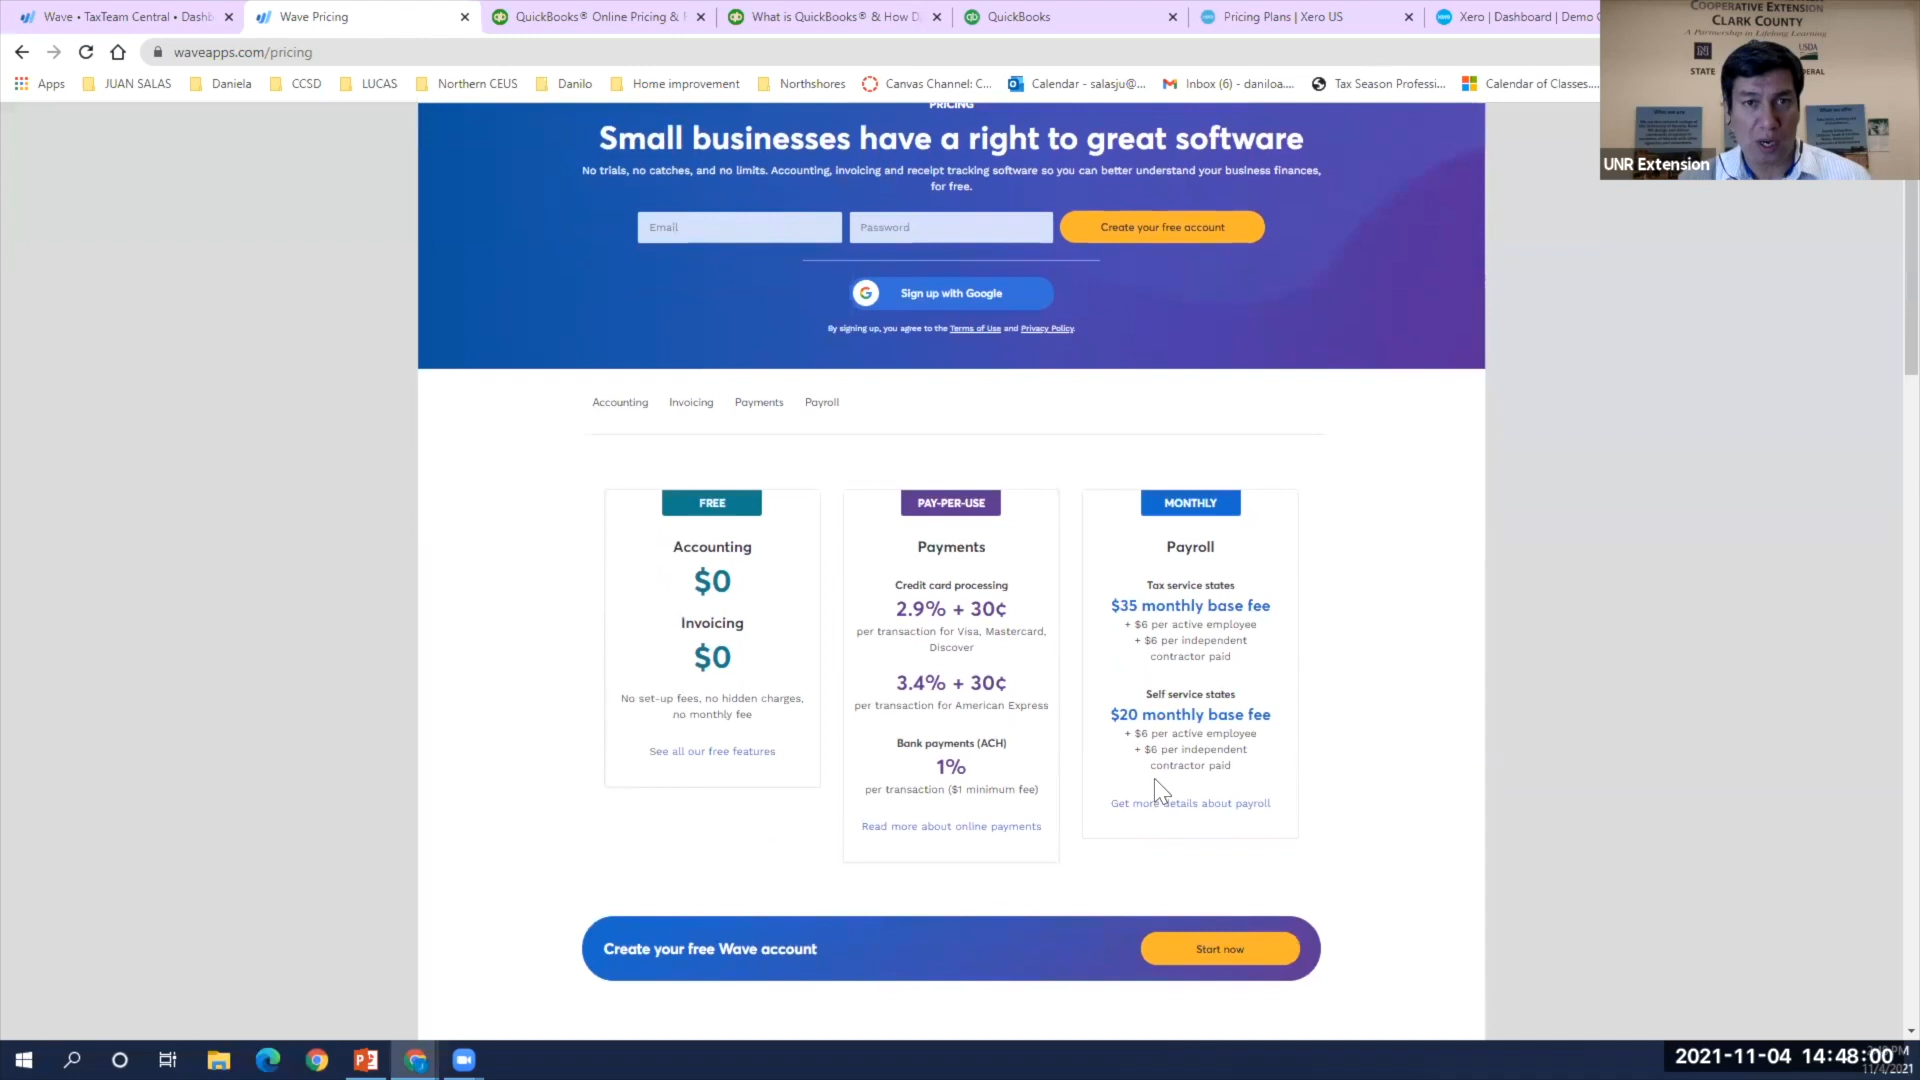 Wave • TaxTeam Central • Dashb
Wave Pricing
QuickBooks® Online Pricing & F
What is QuickBooks® & How D
QuickBooks
Pricing Plans | Xero US
Xero | Dashboard | Demo C
waveapps.com/pricing
Apps
JUAN SALAS
Daniela
CCSD
LUCAS
Northern CEUS
Danilo
Home improvement
Northshores
Canvas Channel: C...
Calendar - salasju@...
Inbox (6) - daniloa....
Tax Season Professi...
Calendar of Classes....
COOPERATIVE EXTENSION
CLARK COUNTY
A Partnership in Lifelong Learning
USDA
STATE
UNR Extension
PRICING
Small businesses have a right to great software
No trials, no catches, and no limits. Accounting, invoicing and receipt tracking software so you can better understand your business finances,
for free.
Email
Password
Create your free account
Sign up with Google
By signing up, you agree to the Terms of Use and Privacy Policy.
Accounting
Invoicing
Payments
Payroll
FREE
Accounting
$0
Invoicing
$0
No set-up fees, no hidden charges,
no monthly fee
See all our free features
PAY-PER-USE
Payments
Credit card processing
2.9% + 30¢
per transaction for Visa, Mastercard,
Discover
3.4% + 30¢
per transaction for American Express
Bank payments (ACH)
1%
per transaction ($1 minimum fee)
Read more about online payments
MONTHLY
Payroll
Tax service states
$35 monthly base fee
+ $6 per active employee
+ $6 per independent
contractor paid
Self service states
$20 monthly base fee
+ $6 per active employee
+ $6 per independent
contractor paid
Get more details about payroll
Create your free Wave account
Start now
2021-11-04 14:48:00
11/4/2021